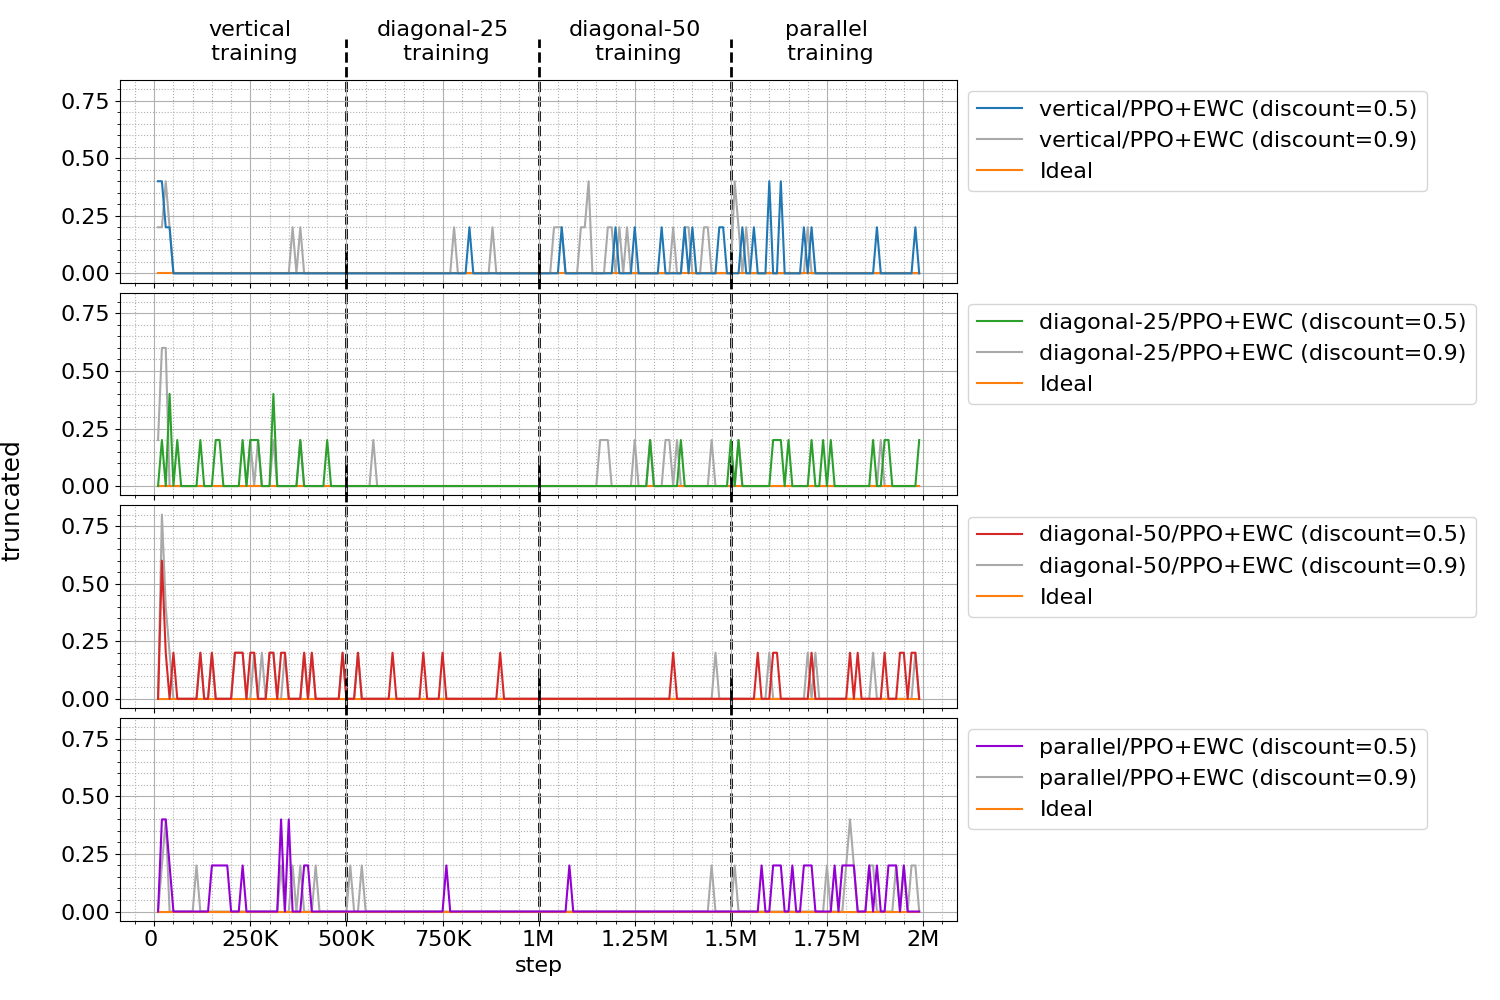 vertical
training
diagonal-25
training
diagonal-50
training
parallel
training
0.75
0.50
0.25
0.00
vertical/PPO+EWC (discount=0.5)
vertical/PPO+EWC (discount=0.9)
Ideal
0.75
0.50
0.25
0.00
diagonal-25/PPO+EWC (discount=0.5)
diagonal-25/PPO+EWC (discount=0.9)
Ideal
truncated
0.75
0.50
0.25
0.00
diagonal-50/PPO+EWC (discount=0.5)
diagonal-50/PPO+EWC (discount=0.9)
Ideal
0.75
0.50
0.25
0.00
parallel/PPO+EWC (discount=0.5)
parallel/PPO+EWC (discount=0.9)
Ideal
0 250K 500K 750K 1M 1.25M 1.5M 1.75M 2M
step